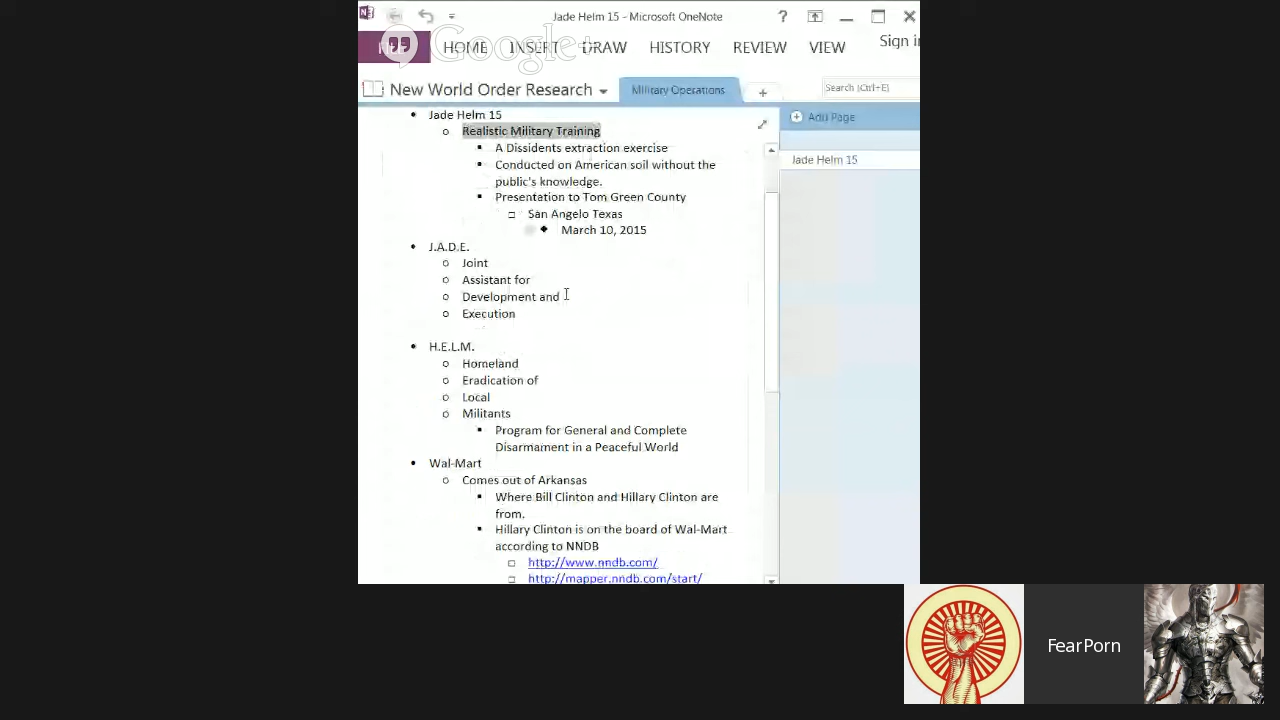 Jade Helm 15 - Microsoft OneNote
?
Google+
HOME INSERT DRAW HISTORY REVIEW VIEW Sign in
New World Order Research Military Operations + Search (Ctrl+E)
Jade Helm 15
Realistic Military Training
A Dissidents extraction exercise
Conducted on American soil without the
public's knowledge.
Presentation to Tom Green County
San Angelo Texas
March 10, 2015
J.A.D.E.
Joint
Assistant for
Development and
Execution
H.E.L.M.
Homeland
Eradication of
Local
Militants
Program for General and Complete
Disarmament in a Peaceful World
Wal-Mart
Comes out of Arkansas
Where Bill Clinton and Hillary Clinton are
from.
Hillary Clinton is on the board of Wal-Mart
according to NNDB
http://www.nndb.com/
http://mapper.nndb.com/start/
Add Page
Jade Helm 15
FearPorn